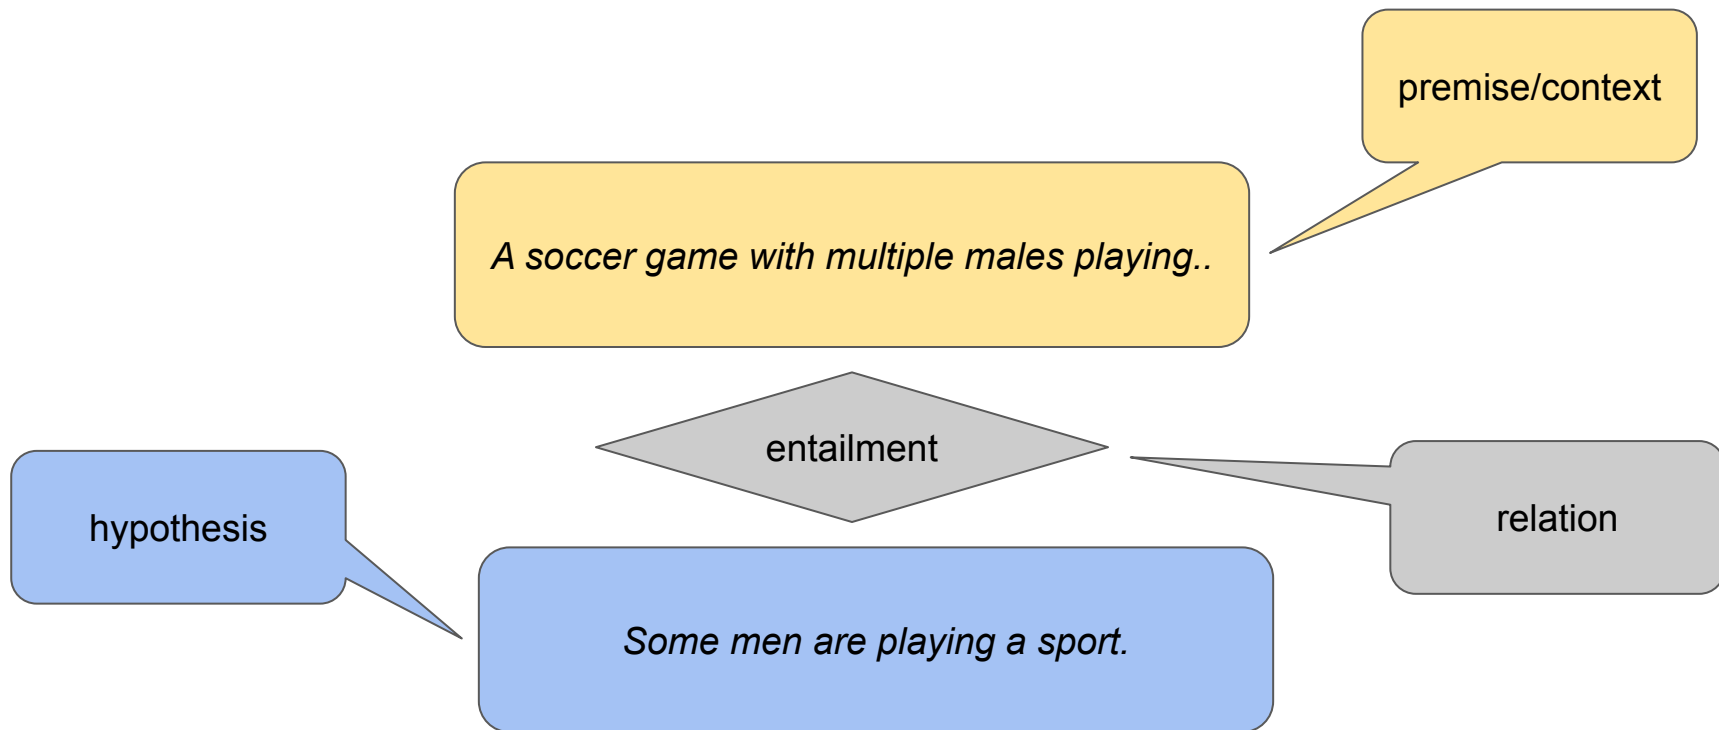 premise/context
A soccer game with multiple males playing..
entailment
hypothesis
relation
Some men are playing a sport.